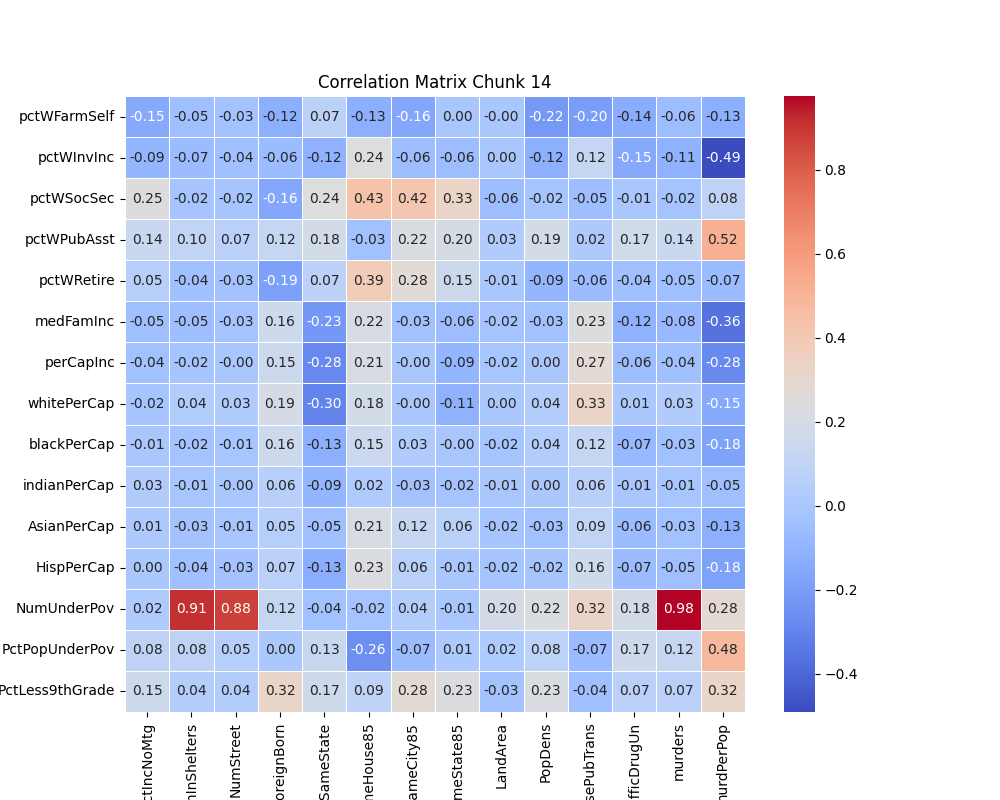 Correlation Matrix Chunk 14
pctWFarmSelf -0.15 -0.05 -0.03 -0.12 0.07 -0.13 -0.16 0.00 -0.00 -0.22 -0.20 -0.14 -0.06 -0.13
pctWInvInc -0.09 -0.07 -0.04 -0.06 -0.12 0.24 -0.06 -0.06 0.00 -0.12 0.12 -0.15 -0.11 -0.49
pctWSocSec 0.25 -0.02 -0.02 -0.16 0.24 0.43 0.42 0.33 -0.06 -0.02 -0.05 -0.01 -0.02 0.08
pctWPubAsst 0.14 0.10 0.07 0.12 0.18 -0.03 0.22 0.20 0.03 0.19 0.02 0.17 0.14 0.52
pctWRetire 0.05 -0.04 -0.03 -0.19 0.07 0.39 0.28 0.15 -0.01 -0.09 -0.06 -0.04 -0.05 -0.07
medFamInc -0.05 -0.05 -0.03 0.16 -0.23 0.22 -0.03 -0.06 -0.02 -0.03 0.23 -0.12 -0.08 -0.36
perCapInc -0.04 -0.02 -0.00 0.15 -0.28 0.21 -0.00 -0.09 -0.02 0.00 0.27 -0.06 -0.04 -0.28
whitePerCap -0.02 0.04 0.03 0.19 -0.30 0.18 -0.00 -0.11 0.00 0.04 0.33 0.01 0.03 -0.15
blackPerCap -0.01 -0.02 -0.01 0.16 -0.13 0.15 0.03 -0.00 -0.02 0.04 0.12 -0.07 -0.03 -0.18
indianPerCap 0.03 -0.01 -0.00 0.06 -0.09 0.02 -0.03 -0.02 -0.01 0.00 0.06 -0.01 -0.01 -0.05
AsianPerCap 0.01 -0.03 -0.01 0.05 -0.05 0.21 0.12 0.06 -0.02 -0.03 0.09 -0.06 -0.03 -0.13
HispPerCap 0.00 -0.04 -0.03 0.07 -0.13 0.23 0.06 -0.01 -0.02 -0.02 0.16 -0.07 -0.05 -0.18
NumUnderPov 0.02 0.91 0.88 0.12 -0.04 -0.02 0.04 -0.01 0.20 0.22 0.32 0.18 0.98 0.28
PctPopUnderPov 0.08 0.08 0.05 0.00 0.13 -0.26 -0.07 0.01 0.02 0.08 -0.07 0.17 0.12 0.48
PctLess9thGrade 0.15 0.04 0.04 0.32 0.17 0.09 0.28 0.23 -0.03 0.23 -0.04 0.07 0.07 0.32
ctIncNoMtg nInShelters NumStreet oreignBorn SameState meHouse85 ameCity85 meState85 LandArea PopDens sePubTrans fficDrugUn murders murdPerPop
0.8
0.6
0.4
0.2
0.0
−0.2
−0.4